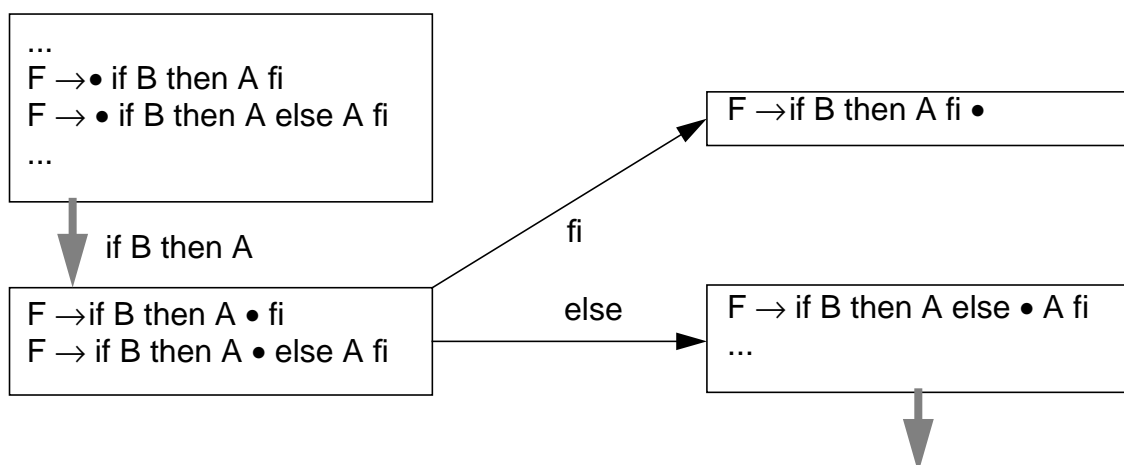 ...
F →• if B then A fi
F → • if B then A else A fi
...
if B then A
F →if B then A • fi
F → if B then A • else A fi
fi
else
F →if B then A fi •
F → if B then A else • A fi
...